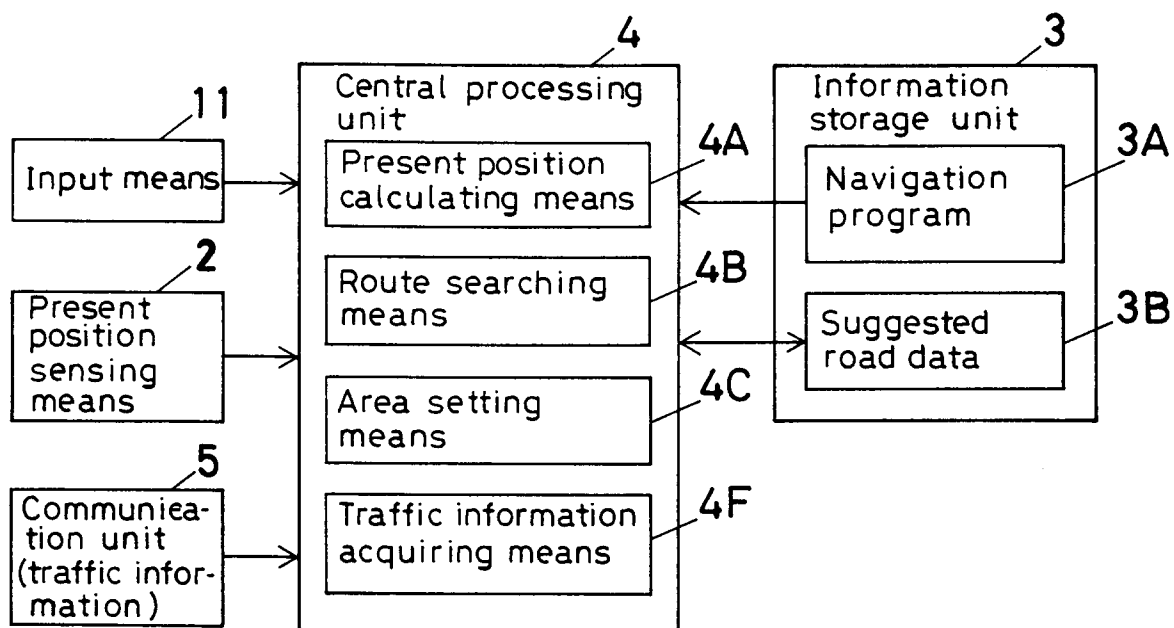 11
Input means
2
Present
position
sensing
means
5
Communica-
tion unit
(traffic infor-
mation)
4
Central processing
unit
4A
Present position
calculating means
4B
Route searching
means
4C
Area setting
means
4F
Traffic information
acquiring means
3
Information
storage unit
3A
Navigation
program
3B
Suggested
road data